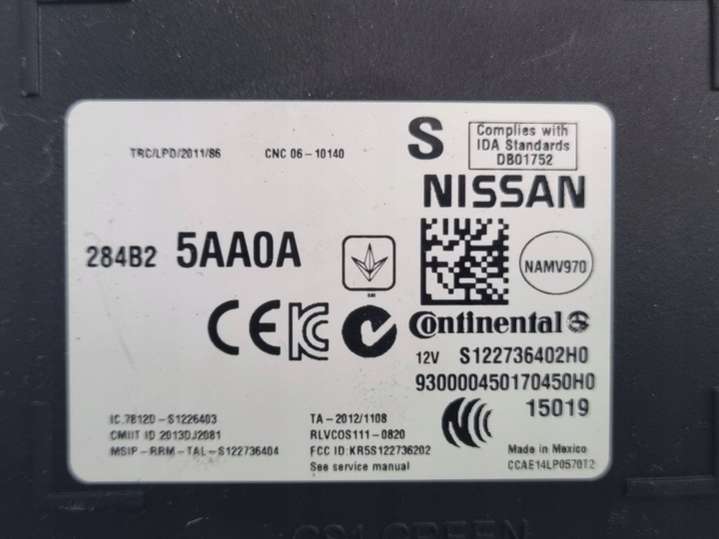 TRC/LPD/2011/86 CNC 06-10140
S
Complies with
IDA Standards
DB01752
NISSAN
284B2 5AA0A
NAMV970
CE
Continental
12V S122736402H0
930000450170450H0
15019
IC.7812D-S1226403
CMIIT ID 2013DJ2081
MSIP-RRM-TAL-S122736404
TA-2012/1108
RLVCOS111-0820
FCC ID: KR5S122736202
See service manual
Made in Mexico
CCAE14LP0570T2